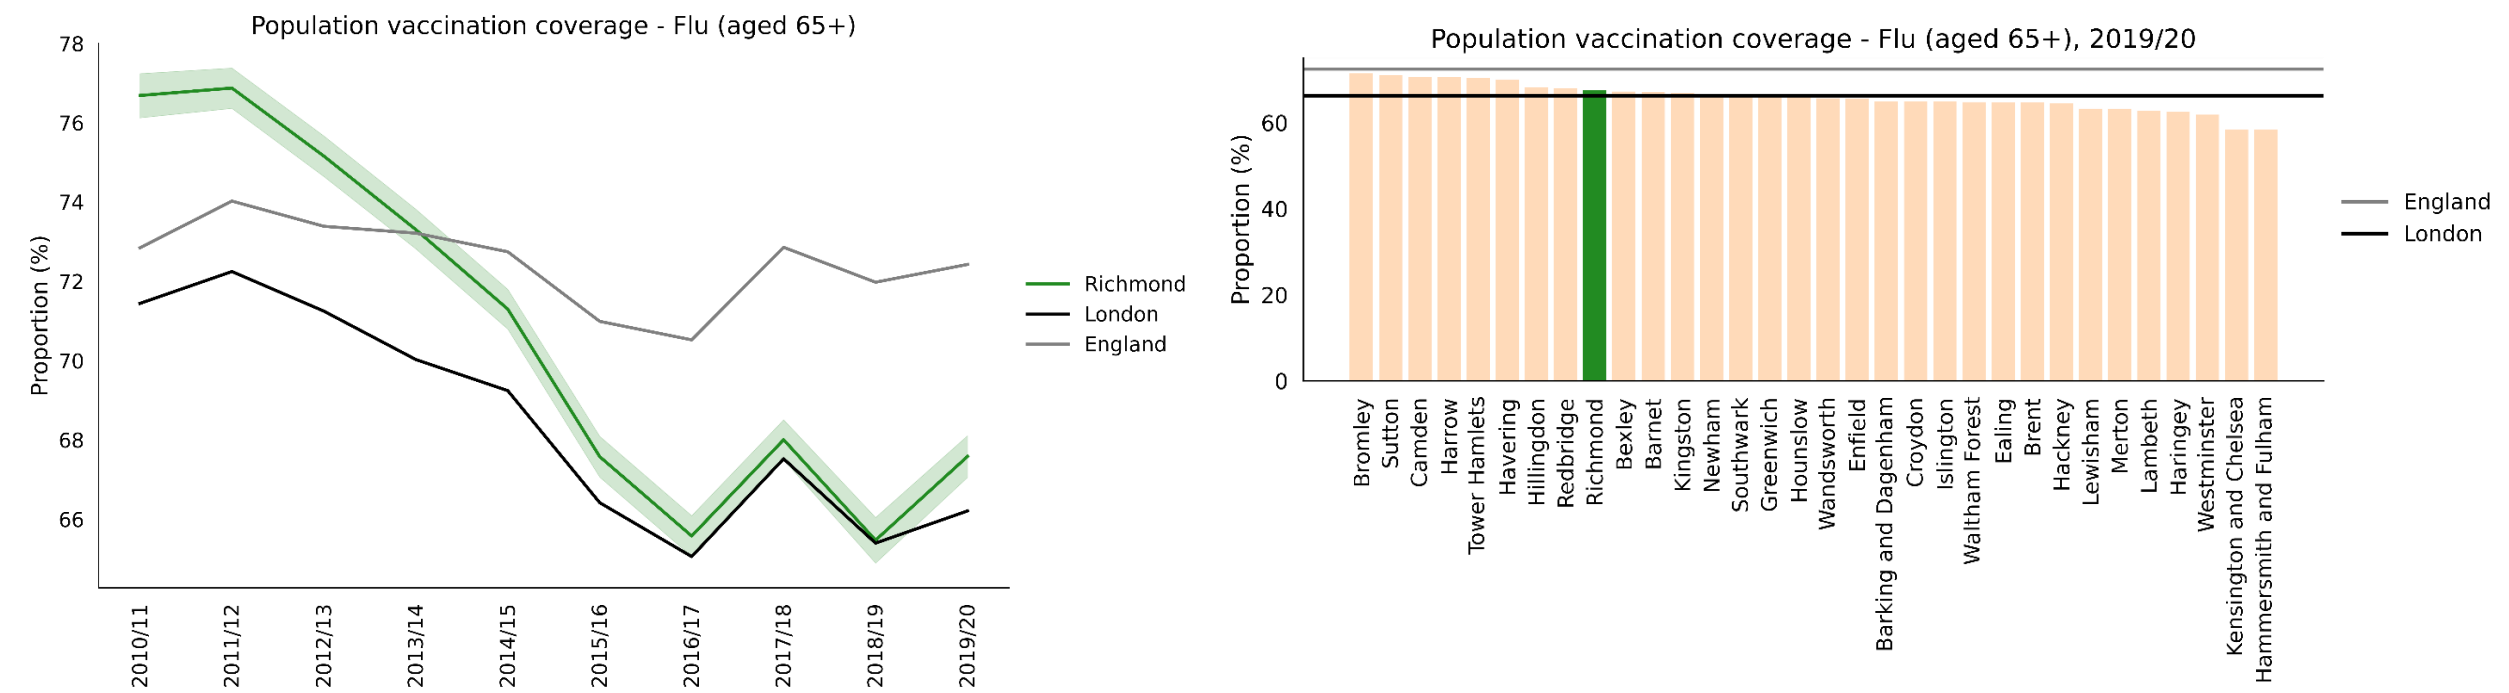 Population vaccination coverage - Flu (aged 65+)
Proportion (%)
78
76
74
72
70
68
66
2010/11
2011/12
2012/13
2013/14
2014/15
2015/16
2016/17
2017/18
2018/19
2019/20
Richmond
London
England
Population vaccination coverage - Flu (aged 65+), 2019/20
Proportion (%)
60
40
20
0
Bromley
Sutton
Camden
Harrow
Tower Hamlets
Havering
Hillingdon
Redbridge
Richmond
Bexley
Barnet
Kingston
Newham
Southwark
Greenwich
Hounslow
Wandsworth
Enfield
Barking and Dagenham
Croydon
Islington
Waltham Forest
Ealing
Brent
Hackney
Lewisham
Merton
Lambeth
Haringey
Westminster
Kensington and Chelsea
Hammersmith and Fulham
England
London